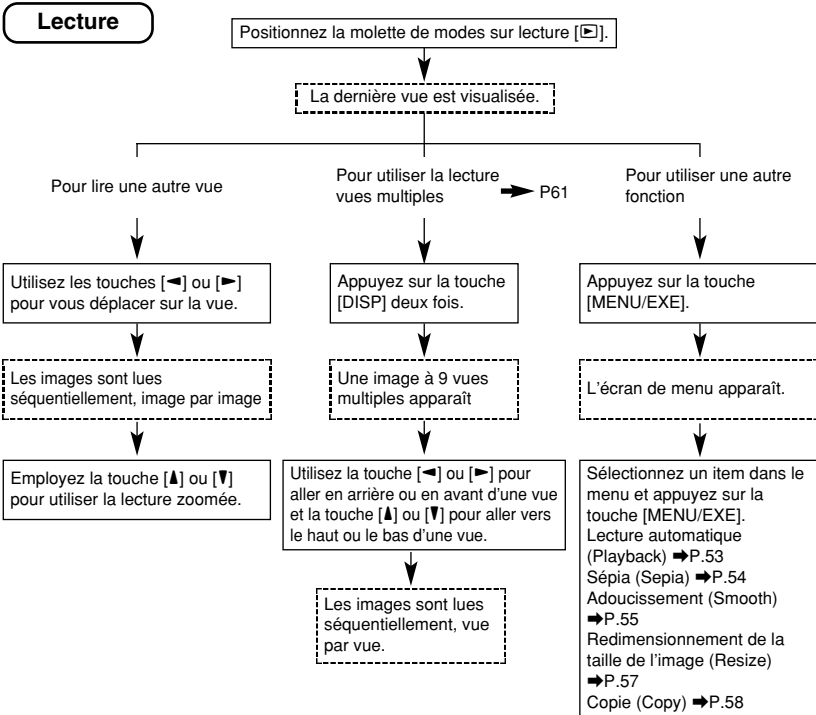 Lecture
Positionnez la molette de modes sur lecture [▶].
La dernière vue est visualisée.
Pour lire une autre vue
Pour utiliser la lecture
vues multiples ➡ P61
Pour utiliser une autre
fonction
Utilisez les touches [◄] ou [►]
pour vous déplacer sur la vue.
Appuyez sur la touche
[DISP] deux fois.
Appuyez sur la touche
[MENU/EXE].
Les images sont lues
séquentiellement, image par image
Une image à 9 vues
multiples apparaît
L'écran de menu apparaît.
Employez la touche [▲] ou [▼]
pour utiliser la lecture zoomée.
Utilisez la touche [◄] ou [►] pour
aller en arrière ou en avant d'une vue
et la touche [▲] ou [▼] pour aller vers
le haut ou le bas d'une vue.
Les images sont lues
séquentiellement, vue
par vue.
Sélectionnez un item dans le
menu et appuyez sur la
touche [MENU/EXE].
Lecture automatique
(Playback) ➡P.53
Sépia (Sepia) ➡P.54
Adoucissement (Smooth)
➡P.55
Redimensionnement de la
taille de l'image (Resize)
➡P.57
Copie (Copy) ➡P.58